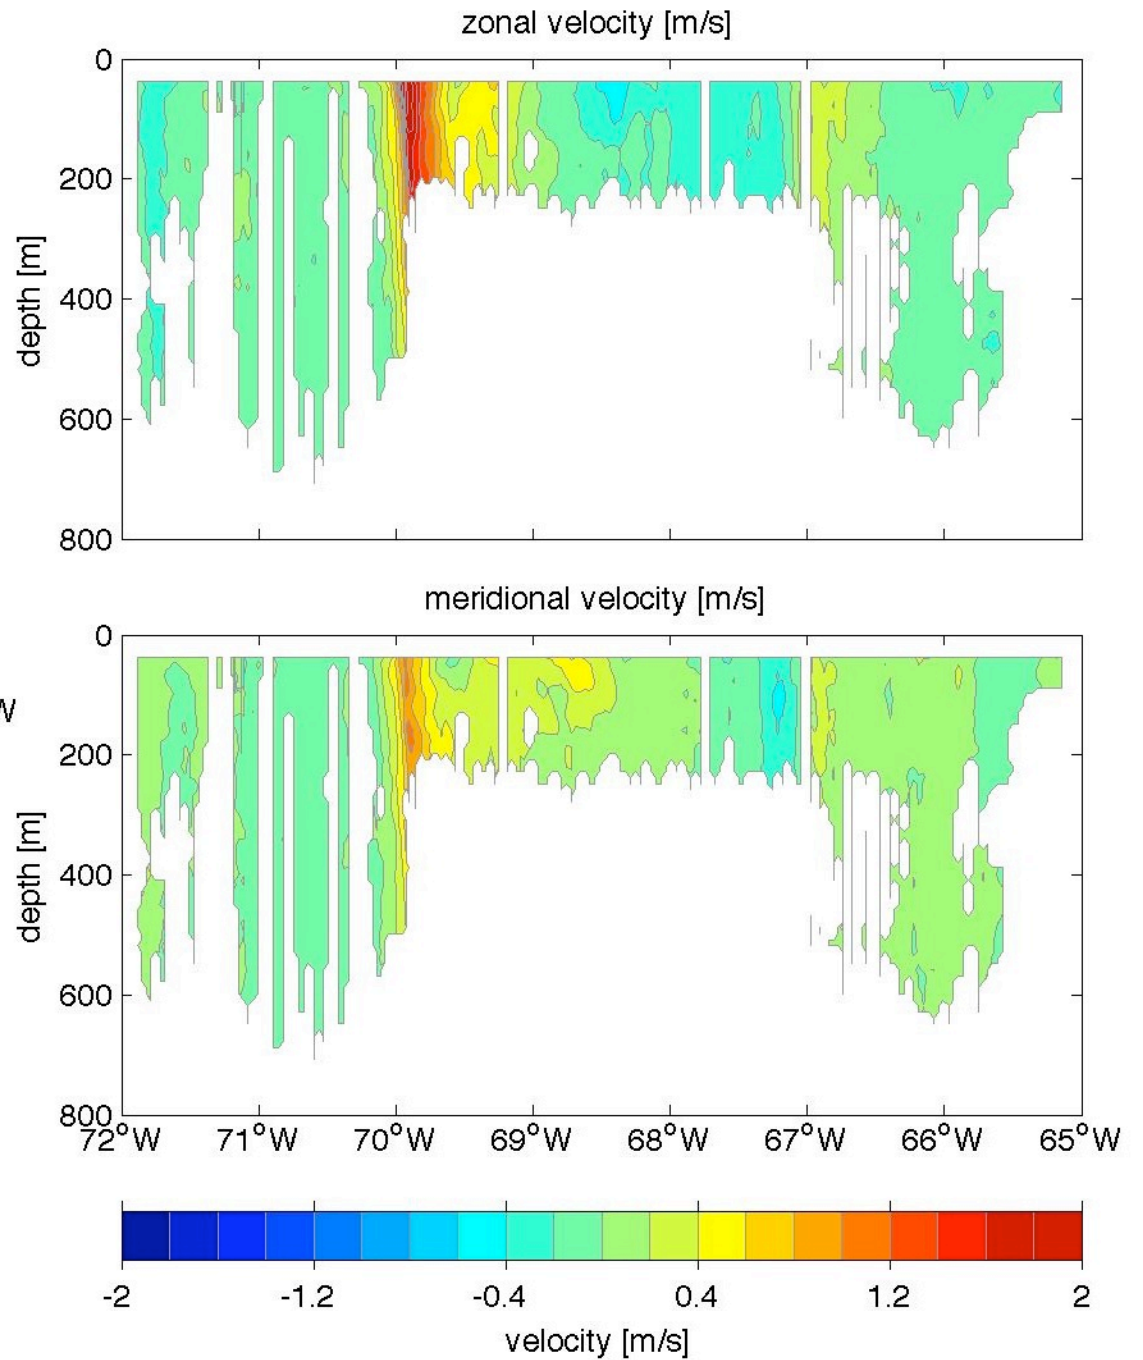 zonal velocity [m/s]
0
200
400
600
800
depth [m]
meridional velocity [m/s]
0
W
200
400
600
800
depth [m]
72°W 71°W 70°W 69°W 68°W 67°W 66°W 65°W
-2 -1.2 -0.4 0.4 1.2 2
velocity [m/s]